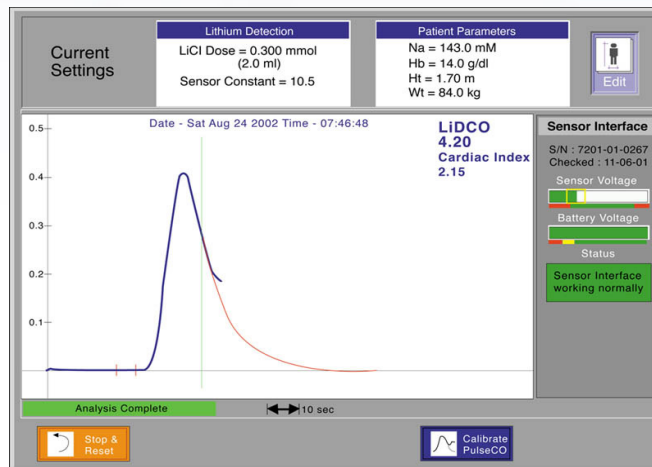 Current
Settings
Lithium Detection
LiCl Dose = 0.300 mmol
(2.0 ml)
Sensor Constant = 10.5
Patient Parameters
Na = 143.0 mM
Hb = 14.0 g/dl
Ht = 1.70 m
Wt = 84.0 kg
Edit
Date - Sat Aug 24 2002 Time - 07:46:48
LiDCO
4.20
Cardiac Index
2.15
0.5
0.4
0.3
0.2
0.1
Sensor Interface
S/N : 7201-01-0267
Checked : 11-06-01
Sensor Voltage
Battery Voltage
Status
Sensor Interface
working normally
Analysis Complete
10 sec
Stop &
Reset
Calibrate
PulseCO